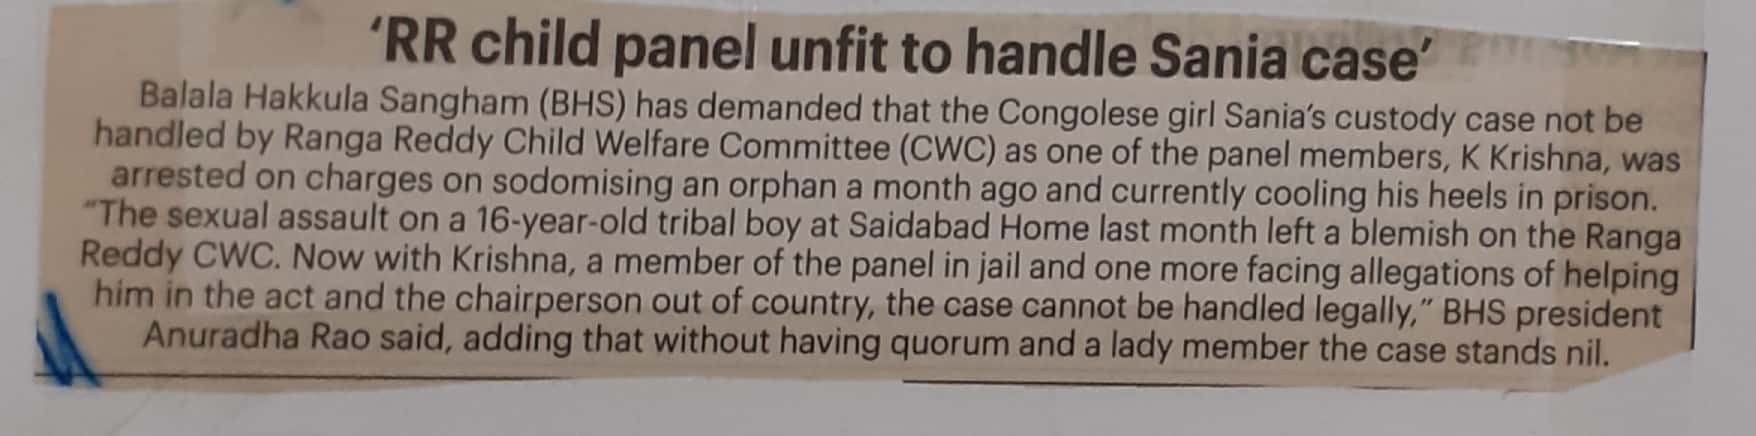 ‘RR child panel unfit to handle Sania case’
Balala Hakkula Sangham (BHS) has demanded that the Congolese girl Sania’s custody case not be
handled by Ranga Reddy Child Welfare Committee (CWC) as one of the panel members, K Krishna, was
arrested on charges on sodomising an orphan a month ago and currently cooling his heels in prison.
“The sexual assault on a 16-year-old tribal boy at Saidabad Home last month left a blemish on the Ranga
Reddy CWC. Now with Krishna, a member of the panel in jail and one more facing allegations of helping
him in the act and the chairperson out of country, the case cannot be handled legally,” BHS president
Anuradha Rao said, adding that without having quorum and a lady member the case stands nil.